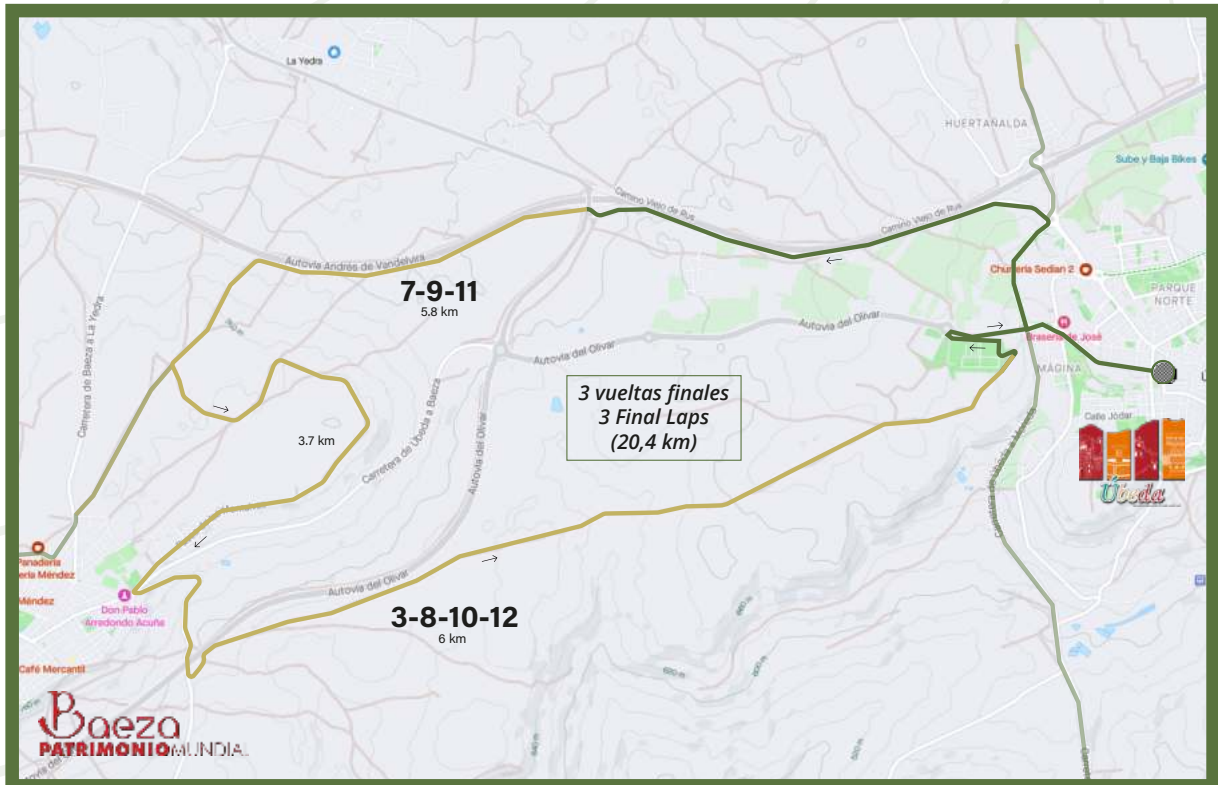 La Yedra
HUERTAÑALDA
Sube y Baja Bikes
Camino Viejo de Rus
Camino Viejo de Rus
Autovía Andrés de Vandelvira
Churrería Sedian 2
PARQUE
NORTE
7-9-11
5.8 km
Carretera de Baeza a La Yedra
Autovía del Olivar
Brasería de José
MÁGINA
Autovía del Olivar
3 vueltas finales
3 Final Laps
(20,4 km)
Calle Jódar
3.7 km
Carretera de Úbeda a Baeza
Autovía del Olivar
Úbeda
Panadería
ería Méndez
Méndez
Don Pablo
Arredondo Acuña
Autovía del Olivar
3-8-10-12
6 km
Café Mercantil
Baeza
PATRIMONIO MUNDIAL